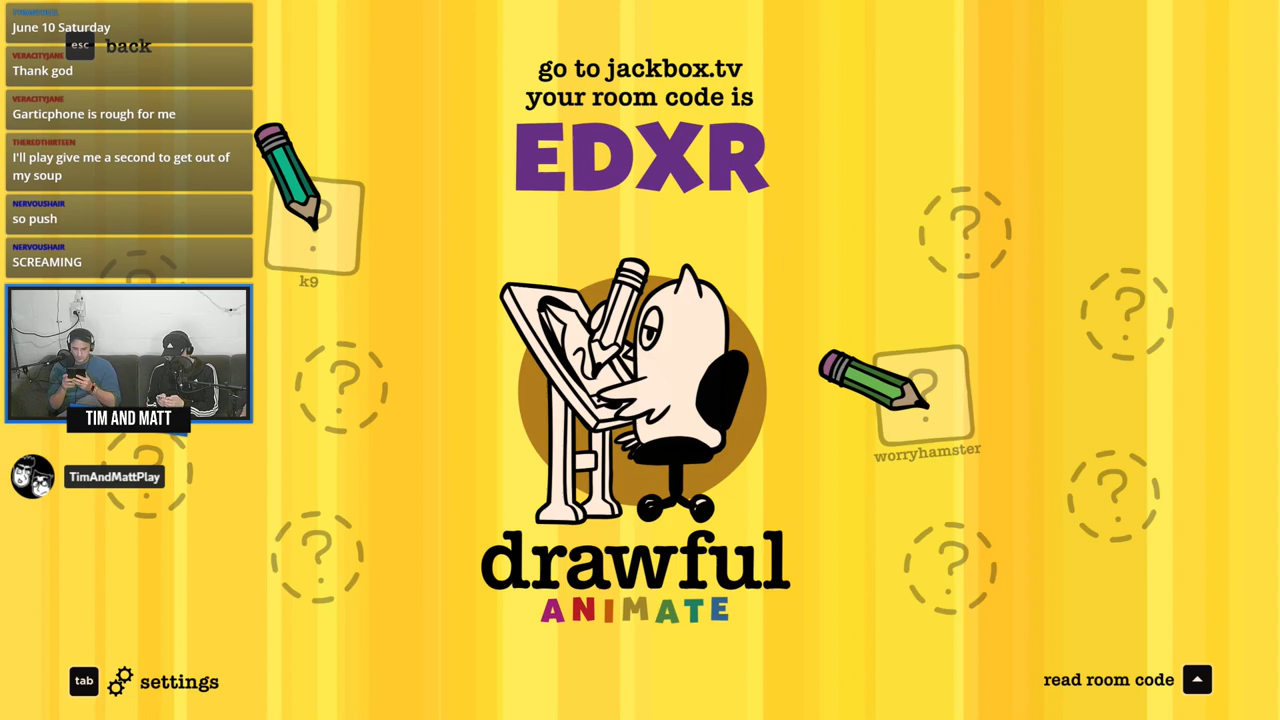 June 10 Saturday
esc back
VERACITYJANE
Thank god
VERACITYJANE
Garticphone is rough for me
THEREDTHIRTEEN
I'll play give me a second to get out of
my soup
NERVOUSHAIR
so push
NERVOUSHAIR
SCREAMING
TIM AND MATT
TimAndMattPlay
go to jackbox.tv
your room code is
EDXR
k9
worryhamster
drawful
ANIMATE
tab settings
read room code